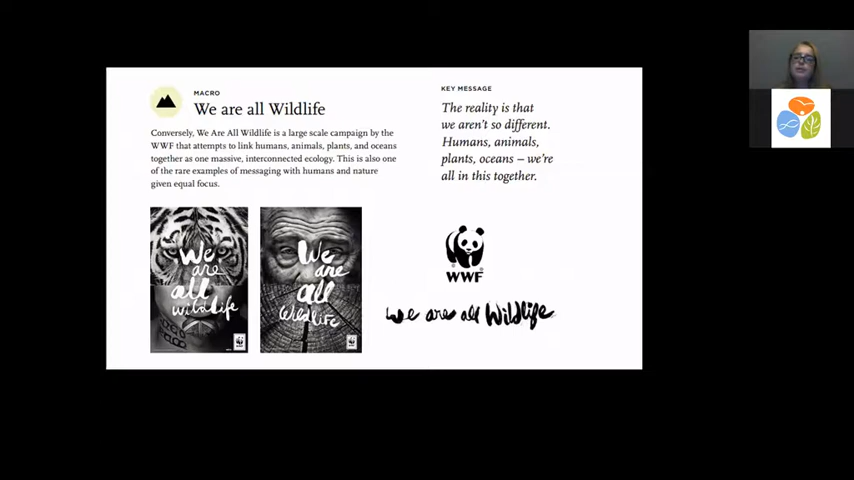 MACRO
We are all Wildlife
Conversely, We Are All Wildlife is a large scale campaign by the
WWF that attempts to link humans, animals, plants, and oceans
together as one massive, interconnected ecology. This is also one
of the rare examples of messaging with humans and nature
given equal focus.
KEY MESSAGE
The reality is that
we aren't so different.
Humans, animals,
plants, oceans – we're
all in this together.
We
are
all
wildlife
We
are
all
wildlife
WWF
we are all Wildlife